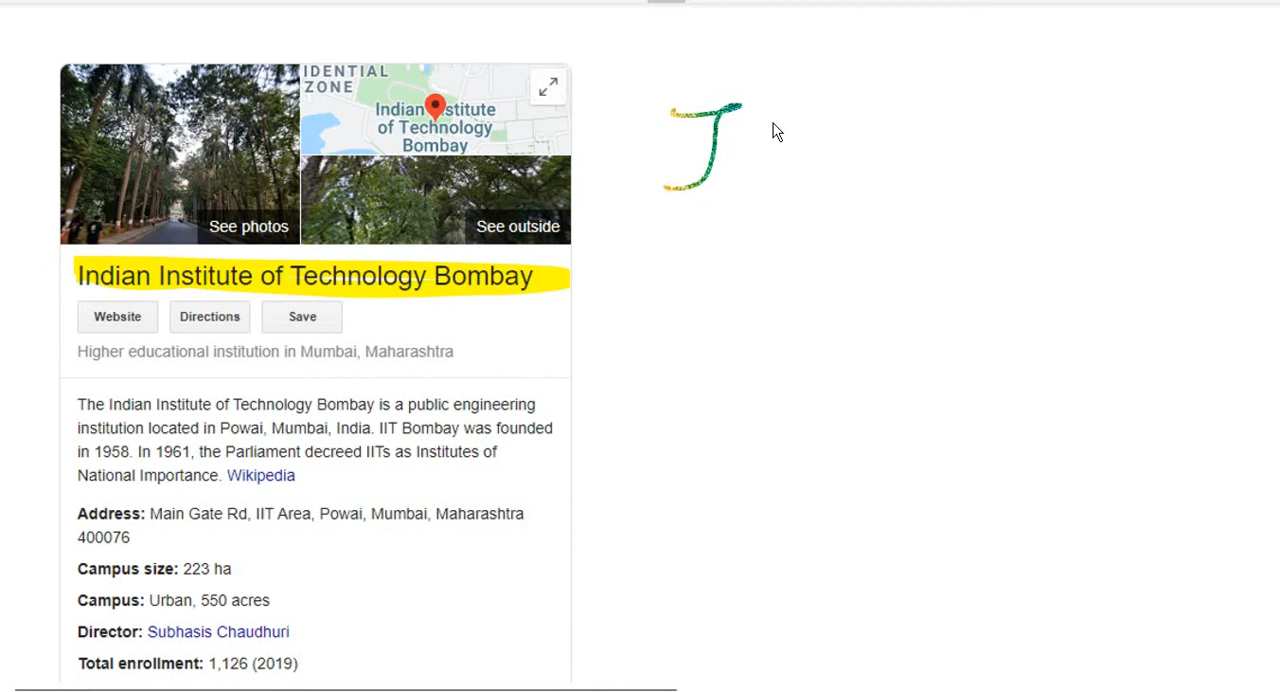 IDENTIAL
ZONE
Indian Institute
of Technology
Bombay
See photos
See outside
J
Indian Institute of Technology Bombay
Website Directions Save
Higher educational institution in Mumbai, Maharashtra
The Indian Institute of Technology Bombay is a public engineering
institution located in Powai, Mumbai, India. IIT Bombay was founded
in 1958. In 1961, the Parliament decreed IITs as Institutes of
National Importance. Wikipedia
Address: Main Gate Rd, IIT Area, Powai, Mumbai, Maharashtra
400076
Campus size: 223 ha
Campus: Urban, 550 acres
Director: Subhasis Chaudhuri
Total enrollment: 1,126 (2019)